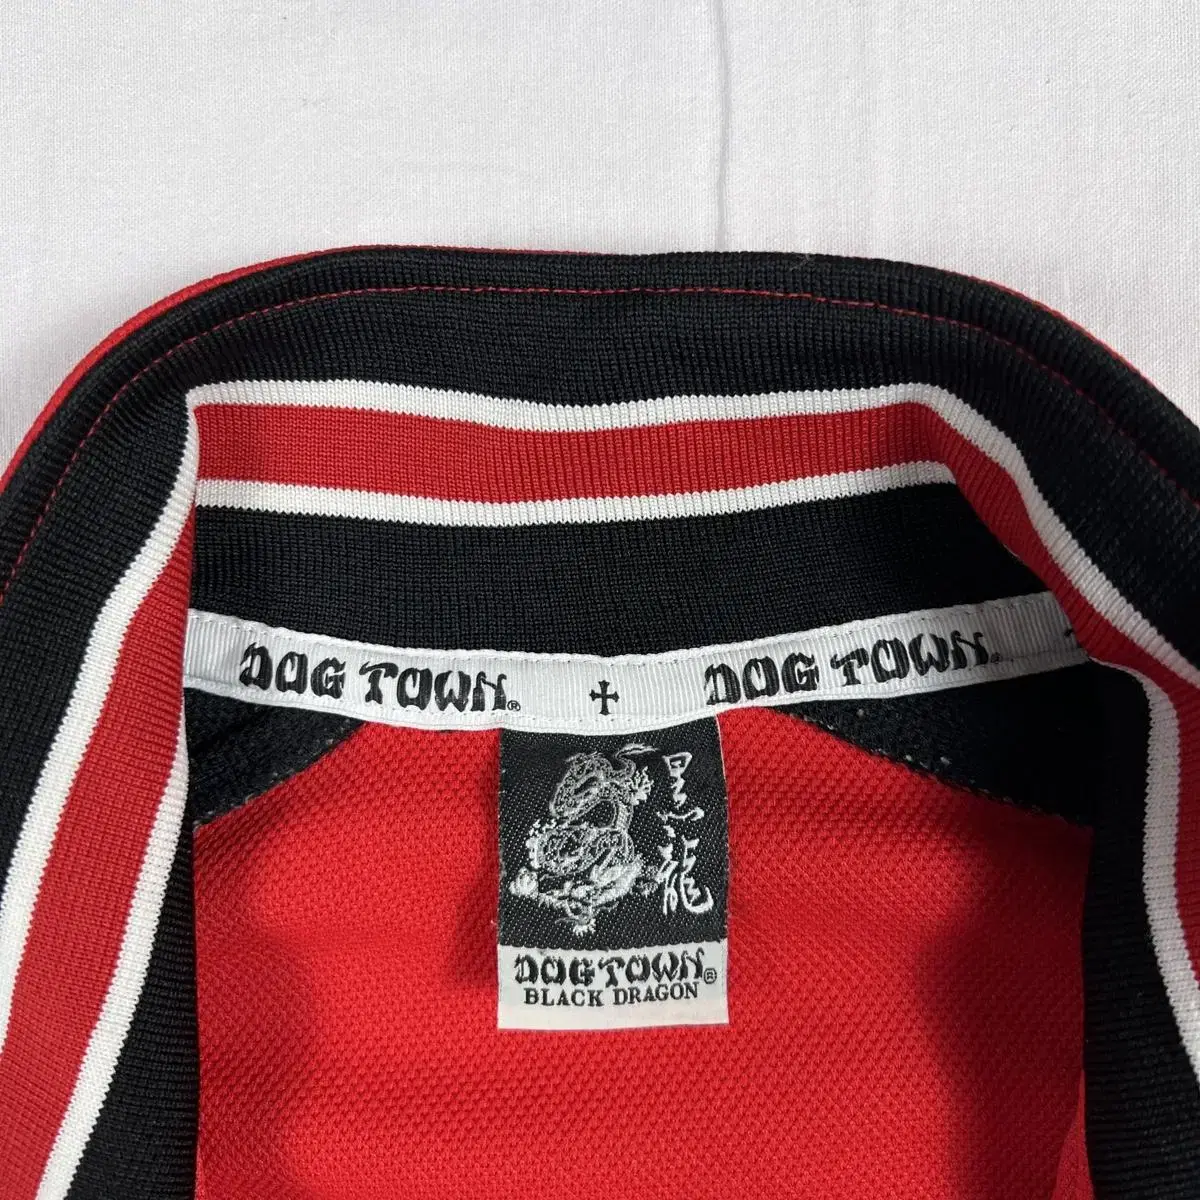 DOG TOWN® ✝ DOG TOWN®
黒龍
DOG TOWN®
BLACK DRAGON